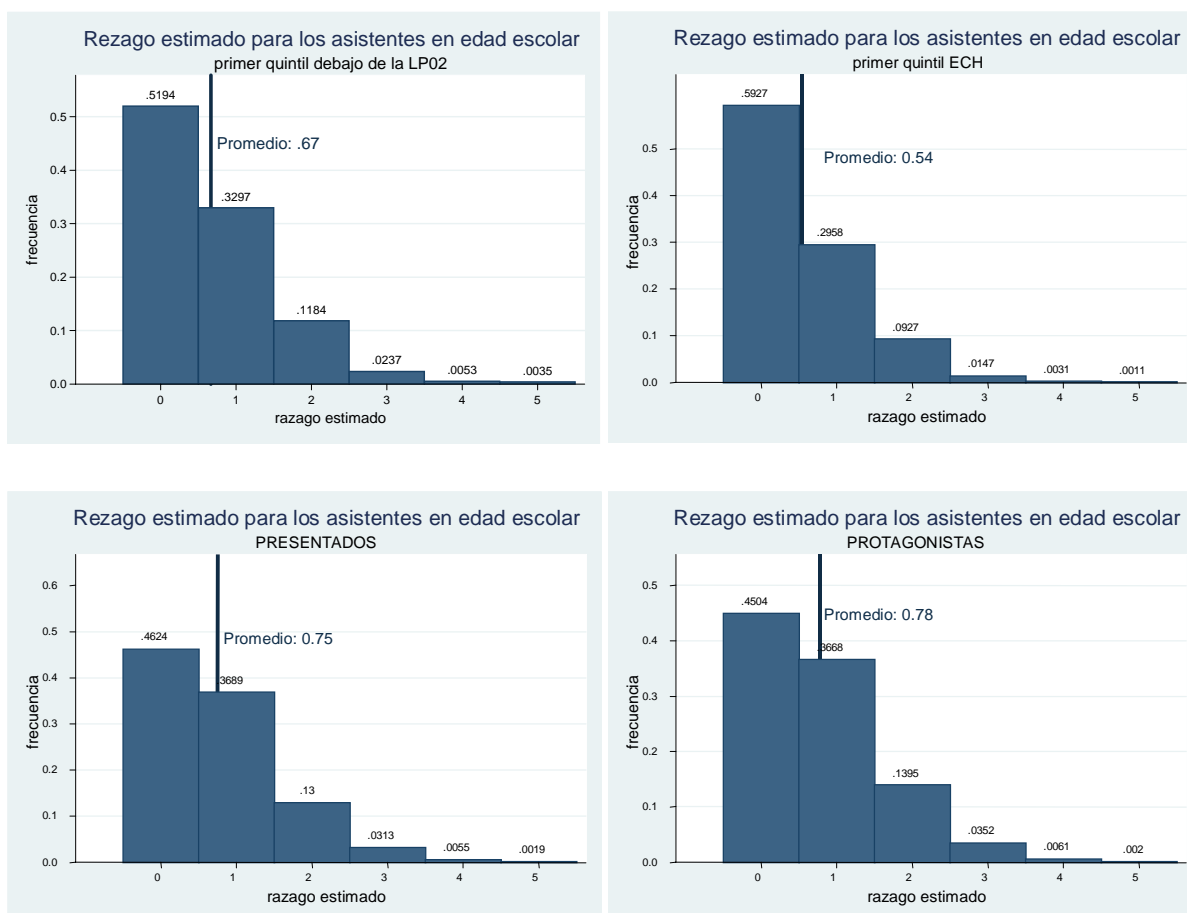 Rezago estimado para los asistentes en edad escolar
primer quintil debajo de la LP02
.5194
0.5
Promedio: .67
0.4
.3297
0.3
frecuencia
0.2
.1184
0.1
.0237
.0053
.0035
0.0
0 1 2 3 4 5
razago estimado
Rezago estimado para los asistentes en edad escolar
primer quintil ECH
.5927
0.5
Promedio: 0.54
0.4
0.3
.2958
frecuencia
0.2
0.1
.0927
.0147
.0031
.0011
0.0
0 1 2 3 4 5
razago estimado
Rezago estimado para los asistentes en edad escolar
PRESENTADOS
0.6
0.5
.4624
Promedio: 0.75
0.4
.3689
0.3
frecuencia
0.2
.13
0.1
.0313
.0055
.0019
0.0
0 1 2 3 4 5
razago estimado
Rezago estimado para los asistentes en edad escolar
PROTAGONISTAS
0.5
.4504
Promedio: 0.78
0.4
.3668
0.3
frecuencia
0.2
.1395
0.1
.0352
.0061
.002
0.0
0 1 2 3 4 5
razago estimado